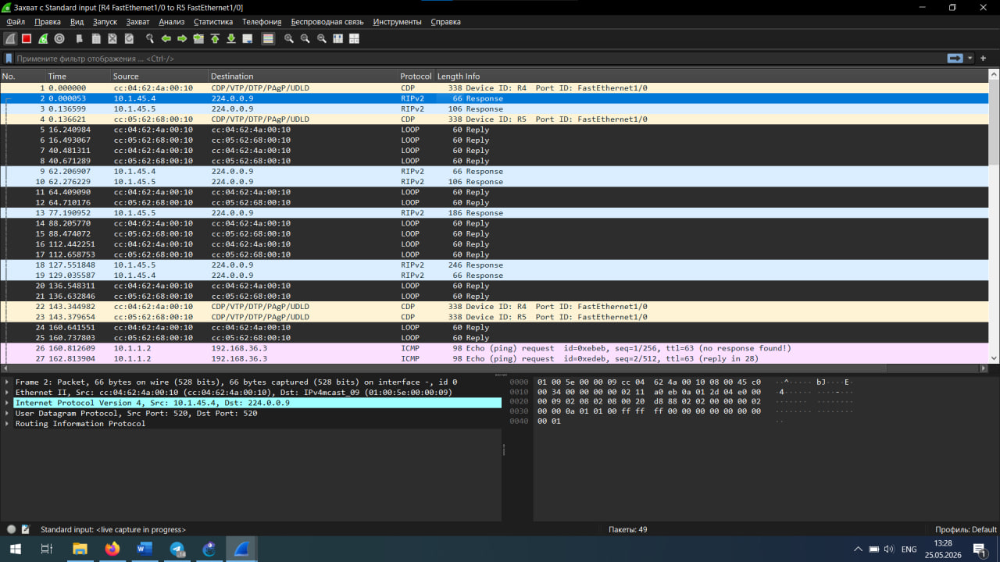 Захват с Standard input [R4 FastEthernet1/0 to R5 FastEthernet1/0]
Файл Правка Вид Запуск Захват Анализ Статистика Телефония Беспроводная связь Инструменты Справка
Примените фильтр отображения ... <Ctrl-/>
No. Time Source Destination Protocol Length Info
1 0.000000 cc:04:62:4a:00:10 CDP/VTP/DTP/PAgP/UDLD CDP 338 Device ID: R4 Port ID: FastEthernet1/0
2 0.000053 10.1.45.4 224.0.0.9 RIPv2 66 Response
3 0.136599 10.1.45.5 224.0.0.9 RIPv2 106 Response
4 0.136621 cc:05:62:68:00:10 CDP/VTP/DTP/PAgP/UDLD CDP 338 Device ID: R5 Port ID: FastEthernet1/0
5 16.240984 cc:04:62:4a:00:10 cc:04:62:4a:00:10 LOOP 60 Reply
6 16.493067 cc:05:62:68:00:10 cc:05:62:68:00:10 LOOP 60 Reply
7 40.481311 cc:04:62:4a:00:10 cc:04:62:4a:00:10 LOOP 60 Reply
8 40.671289 cc:05:62:68:00:10 cc:05:62:68:00:10 LOOP 60 Reply
9 62.206907 10.1.45.4 224.0.0.9 RIPv2 66 Response
10 62.276229 10.1.45.5 224.0.0.9 RIPv2 106 Response
11 64.409090 cc:04:62:4a:00:10 cc:04:62:4a:00:10 LOOP 60 Reply
12 64.710176 cc:05:62:68:00:10 cc:05:62:68:00:10 LOOP 60 Reply
13 77.190952 10.1.45.5 224.0.0.9 RIPv2 186 Response
14 88.205770 cc:04:62:4a:00:10 cc:04:62:4a:00:10 LOOP 60 Reply
15 88.474072 cc:05:62:68:00:10 cc:05:62:68:00:10 LOOP 60 Reply
16 112.442251 cc:04:62:4a:00:10 cc:04:62:4a:00:10 LOOP 60 Reply
17 112.658753 cc:05:62:68:00:10 cc:05:62:68:00:10 LOOP 60 Reply
18 127.551848 10.1.45.5 224.0.0.9 RIPv2 246 Response
19 129.035587 10.1.45.4 224.0.0.9 RIPv2 66 Response
20 136.548311 cc:04:62:4a:00:10 cc:04:62:4a:00:10 LOOP 60 Reply
21 136.632846 cc:05:62:68:00:10 cc:05:62:68:00:10 LOOP 60 Reply
22 143.344982 cc:04:62:4a:00:10 CDP/VTP/DTP/PAgP/UDLD CDP 338 Device ID: R4 Port ID: FastEthernet1/0
23 143.379654 cc:05:62:68:00:10 CDP/VTP/DTP/PAgP/UDLD CDP 338 Device ID: R5 Port ID: FastEthernet1/0
24 160.641551 cc:04:62:4a:00:10 cc:04:62:4a:00:10 LOOP 60 Reply
25 160.737803 cc:05:62:68:00:10 cc:05:62:68:00:10 LOOP 60 Reply
26 160.812609 10.1.1.2 192.168.36.3 ICMP 98 Echo (ping) request id=0xebeb, seq=1/256, ttl=63 (no response found!)
27 162.813904 10.1.1.2 192.168.36.3 ICMP 98 Echo (ping) request id=0xedeb, seq=2/512, ttl=63 (reply in 28)
Frame 2: Packet, 66 bytes on wire (528 bits), 66 bytes captured (528 bits) on interface -, id 0
Ethernet II, Src: cc:04:62:4a:00:10 (cc:04:62:4a:00:10), Dst: IPv4mcast_09 (01:00:5e:00:00:09)
Internet Protocol Version 4, Src: 10.1.45.4, Dst: 224.0.0.9
User Datagram Protocol, Src Port: 520, Dst Port: 520
Routing Information Protocol
0000 01 00 5e 00 00 09 cc 04 62 4a 00 10 08 00 45 c0 ··^····· bJ····E·
0010 00 34 00 00 00 00 02 11 a0 eb 0a 01 2d 04 e0 00 ·4······ ····-···
0020 00 09 02 08 02 08 00 20 d8 88 02 02 00 00 00 02 ······· ········
0030 00 00 0a 01 01 00 ff ff ff 00 00 00 00 00 00 00 ········ ········
0040 00 01 ··
Standard input: <live capture in progress> Пакеты: 49 Профиль: Default
14
ENG
13:28
25.05.2026
1